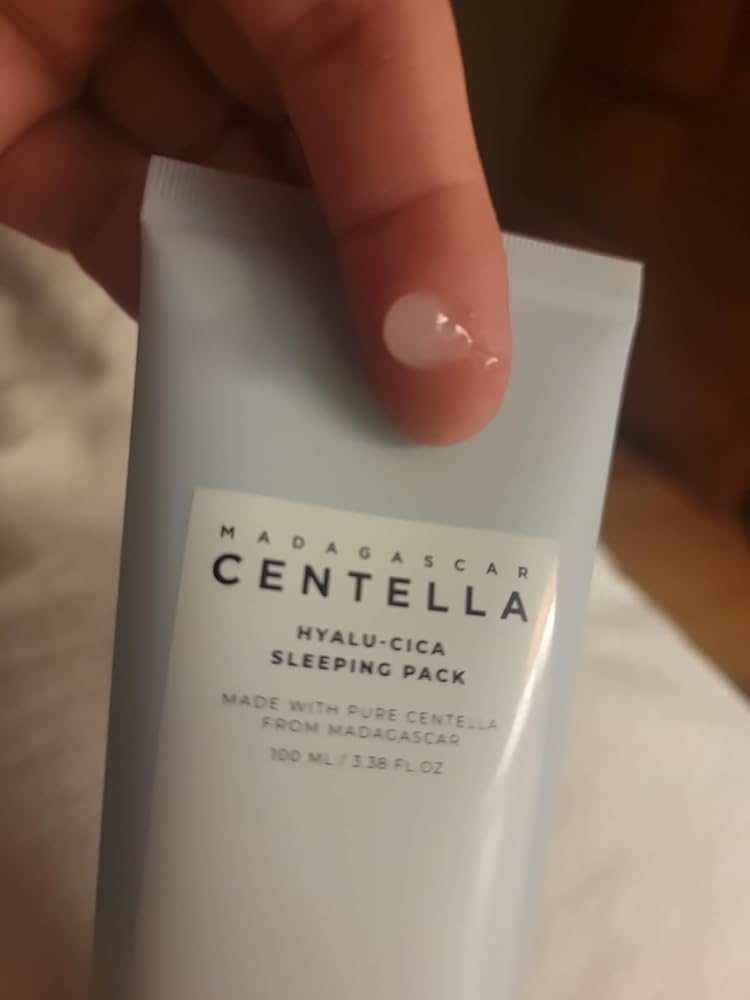 MADAGASCAR
CENTELLA
HYALU-CICA
SLEEPING PACK
MADE WITH PURE CENTELLA
FROM MADAGASCAR
100 ML / 3.38 FL.OZ